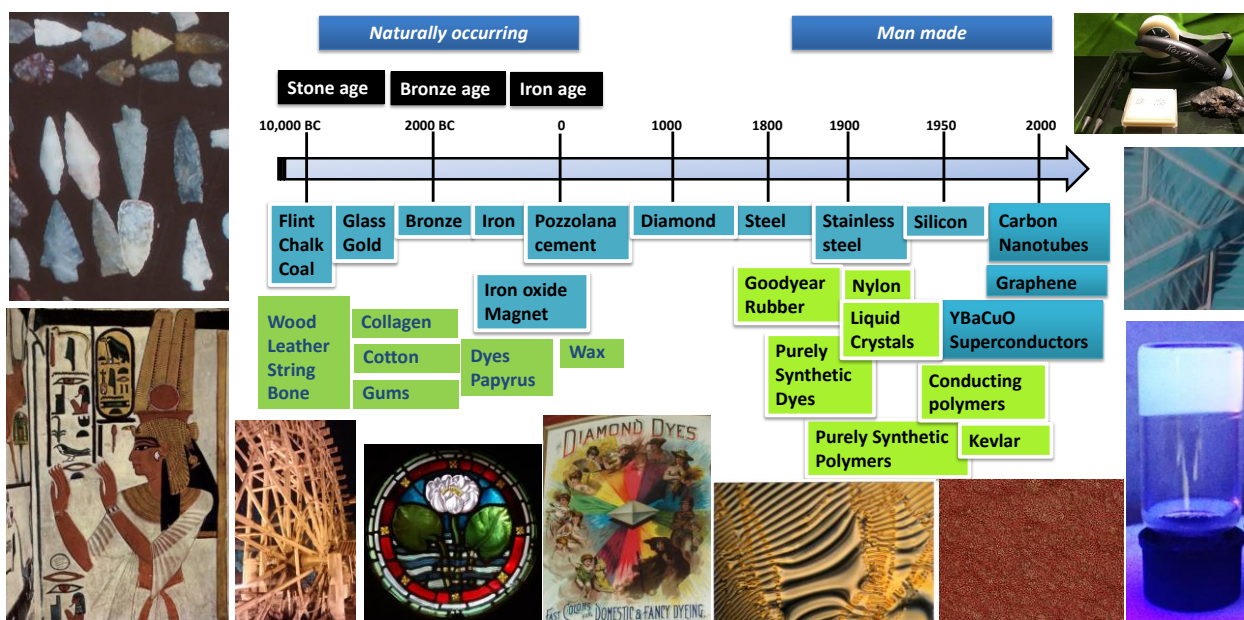 Naturally occurring
Man made
Stone age
Bronze age
Iron age
10,000 BC
2000 BC
0
1000
1800
1900
1950
2000
Flint
Chalk
Coal
Glass
Gold
Bronze
Iron
Pozzolana
cement
Diamond
Steel
Stainless
steel
Silicon
Carbon
Nanotubes
Iron oxide
Magnet
Goodyear
Rubber
Nylon
Graphene
Wood
Leather
String
Bone
Collagen
Cotton
Gums
Dyes
Papyrus
Wax
Liquid
Crystals
YBaCuO
Superconductors
Purely
Synthetic
Dyes
Conducting
polymers
Purely Synthetic
Polymers
Kevlar
DIAMOND DYES
FAST COLORS FOR DOMESTIC & FANCY DYEING.